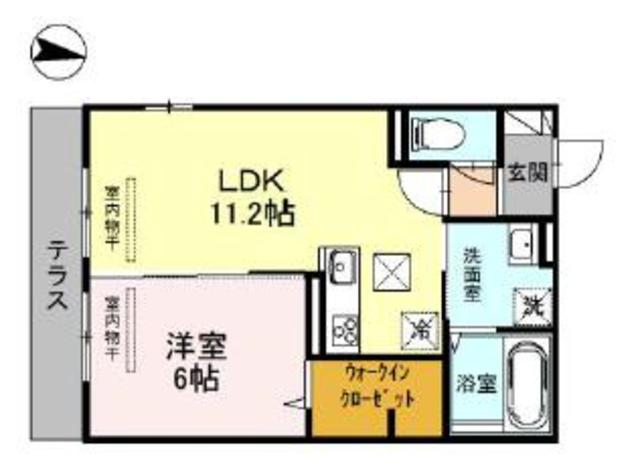 玄関
LDK
11.2帖
室内物干
テラス
洗面室
洗
室内物干
洋室
6帖
冷
ウォークイン
クローゼット
浴室